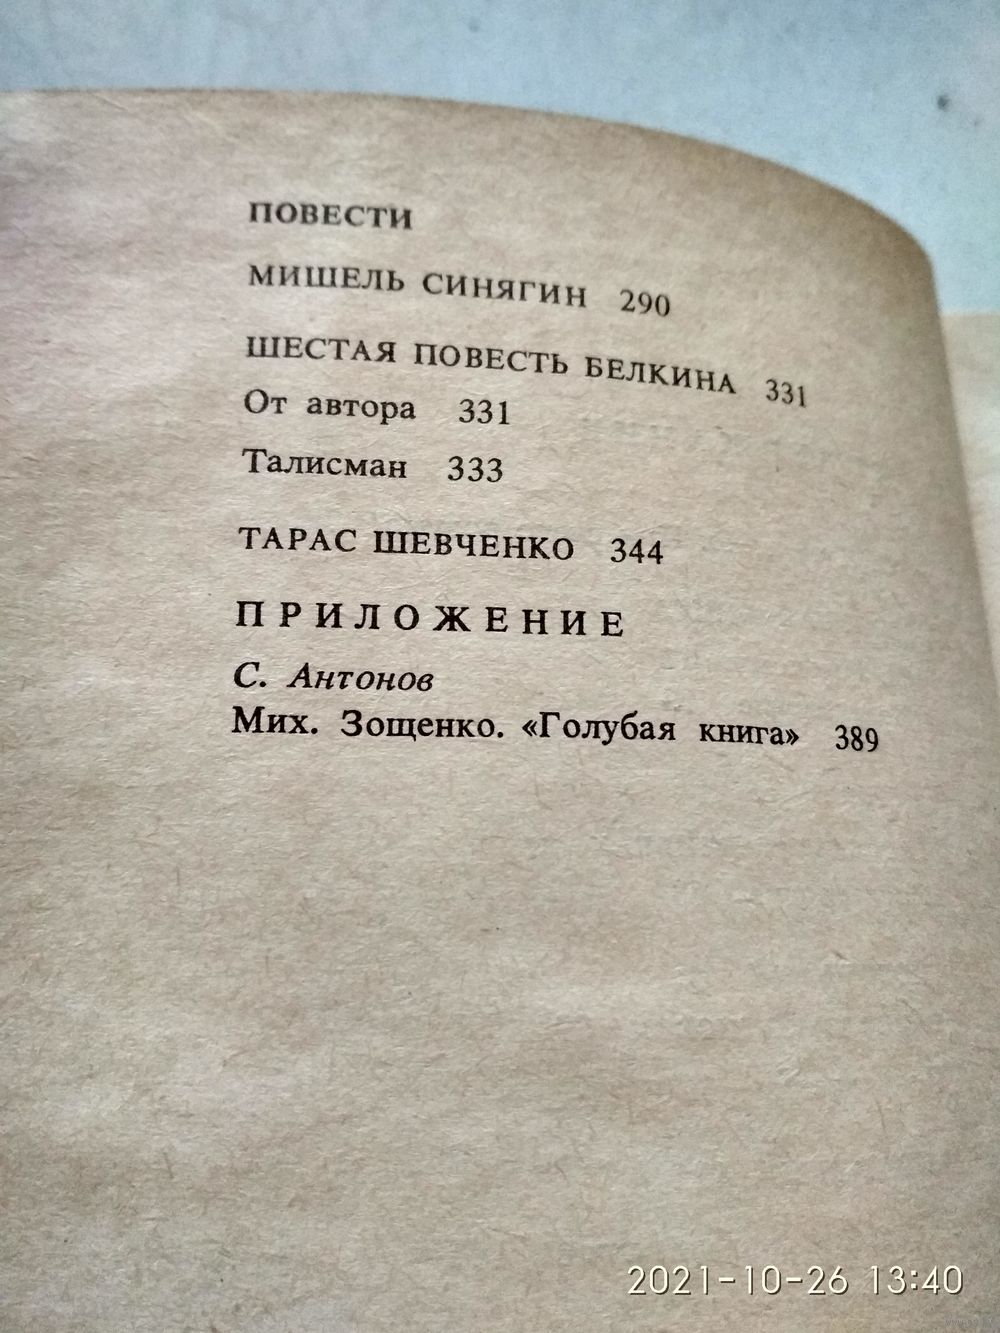 ПОВЕСТИ
МИШЕЛЬ СИНЯГИН 290
ШЕСТАЯ ПОВЕСТЬ БЕЛКИНА 331
От автора 331
Талисман 333
ТАРАС ШЕВЧЕНКО 344
ПРИЛОЖЕНИЕ
С. Антонов
Мих. Зощенко. «Голубая книга» 389
2021-10-26 13:40